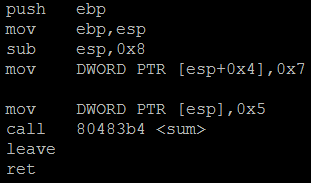 push   ebp
mov    ebp,esp
sub    esp,0x8
mov    DWORD PTR [esp+0x4],0x7
mov    DWORD PTR [esp],0x5
call   80483b4 <sum>
leave
ret